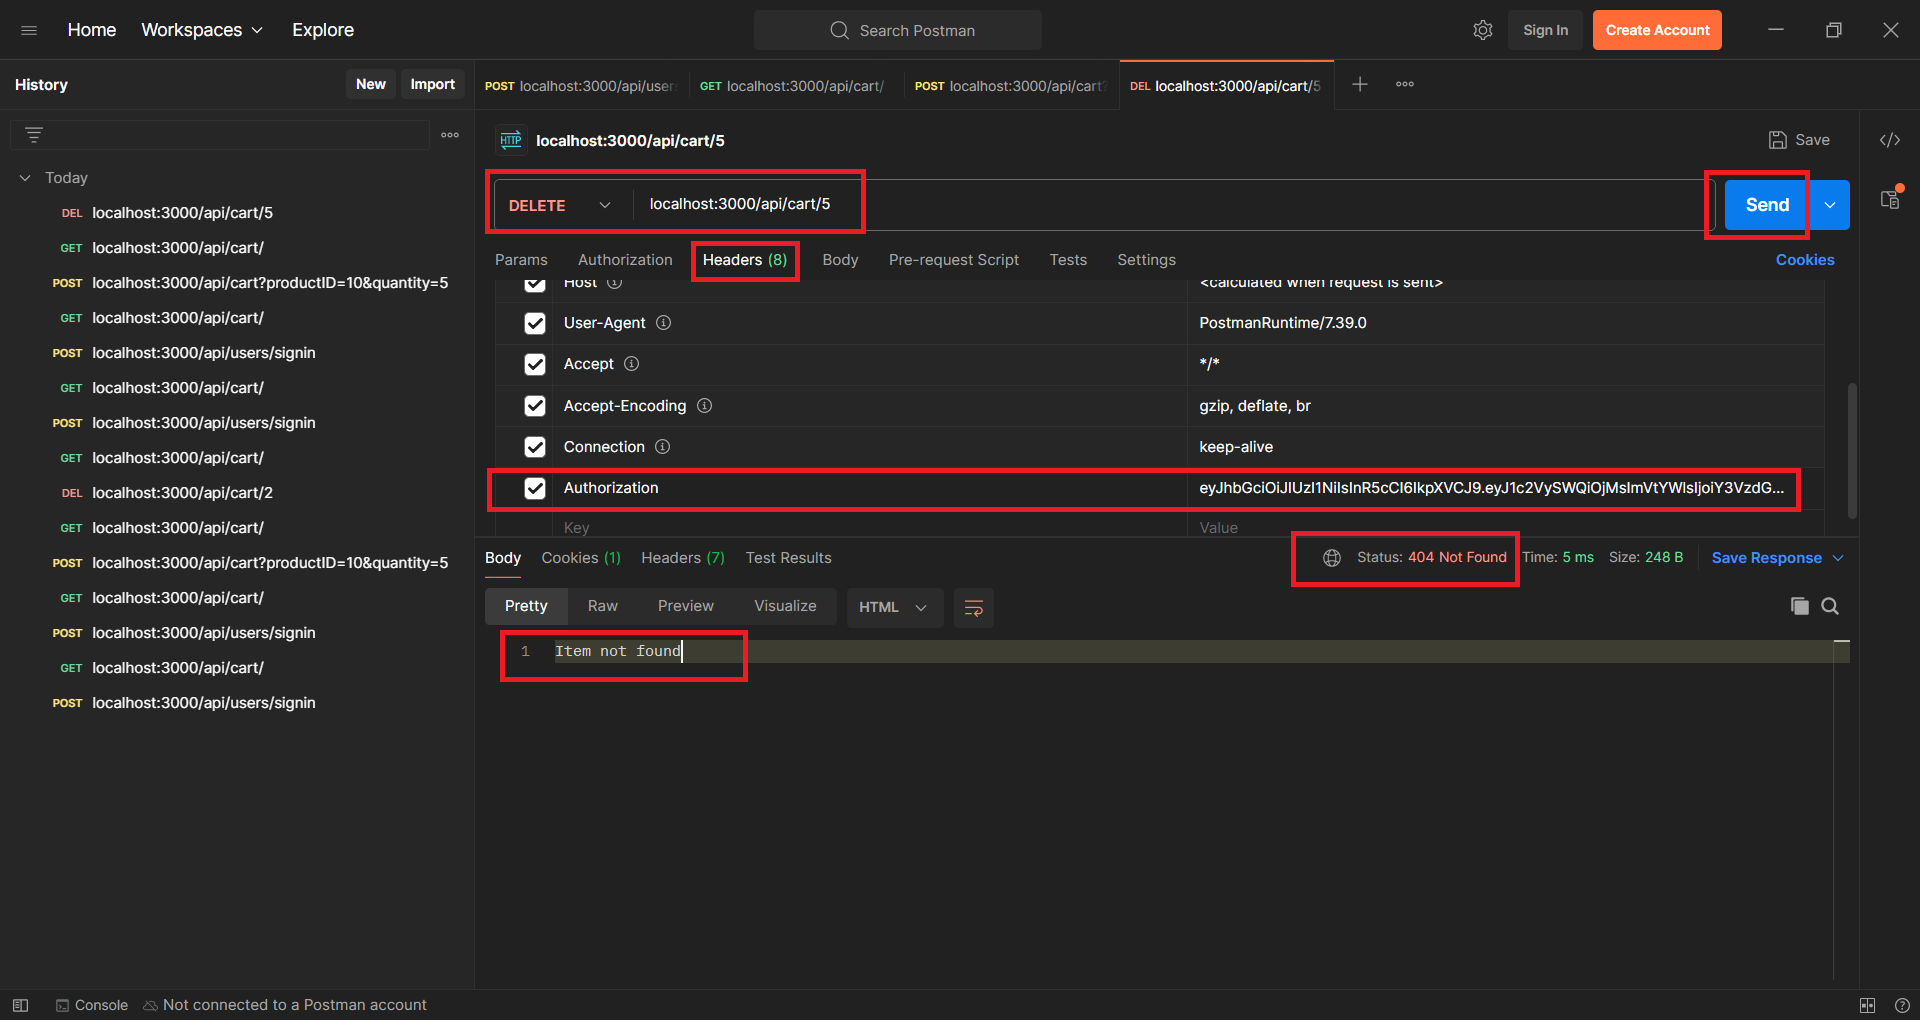 Home Workspaces Explore Search Postman Sign In Create Account
History New Import
POST localhost:3000/api/user GET localhost:3000/api/cart/ POST localhost:3000/api/cart? DEL localhost:3000/api/cart/5
HTTP localhost:3000/api/cart/5 Save
Today
DEL localhost:3000/api/cart/5
GET localhost:3000/api/cart/
POST localhost:3000/api/cart?productID=10&quantity=5
GET localhost:3000/api/cart/
POST localhost:3000/api/users/signin
GET localhost:3000/api/cart/
POST localhost:3000/api/users/signin
GET localhost:3000/api/cart/
DEL localhost:3000/api/cart/2
GET localhost:3000/api/cart/
POST localhost:3000/api/cart?productID=10&quantity=5
GET localhost:3000/api/cart/
POST localhost:3000/api/users/signin
GET localhost:3000/api/cart/
POST localhost:3000/api/users/signin
DELETE localhost:3000/api/cart/5 Send
Params Authorization Headers (8) Body Pre-request Script Tests Settings Cookies
Host <calculated when request is sent>
User-Agent PostmanRuntime/7.39.0
Accept */*
Accept-Encoding gzip, deflate, br
Connection keep-alive
Authorization eyJhbGciOiJIUzI1NiIsInR5cCI6IkpXVCJ9.eyJ1c2VySWQiOjMsImVtYWlsIjoiY3VzdG...
Key Value
Body Cookies (1) Headers (7) Test Results Status: 404 Not Found Time: 5 ms Size: 248 B Save Response
Pretty Raw Preview Visualize HTML
1 Item not found
Console Not connected to a Postman account